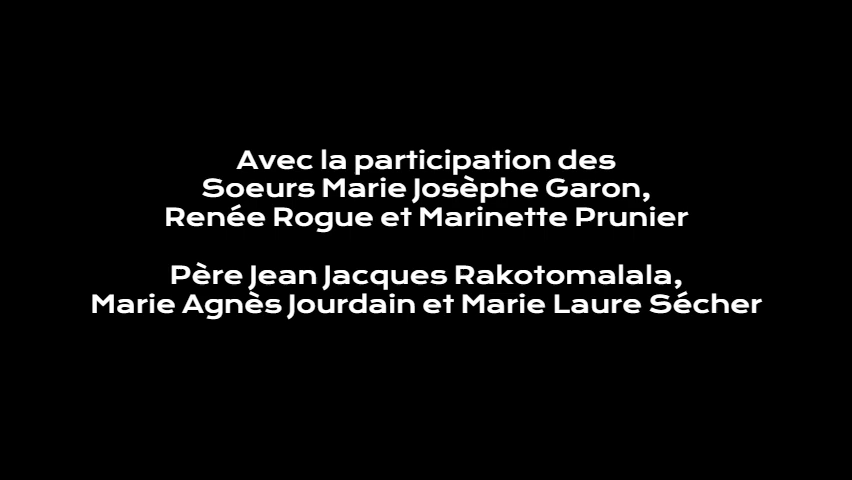 Avec la participation des
Soeurs Marie Josèphe Garon,
Renée Rogue et Marinette Prunier
Père Jean Jacques Rakotomalala,
Marie Agnès Jourdain et Marie Laure Sécher